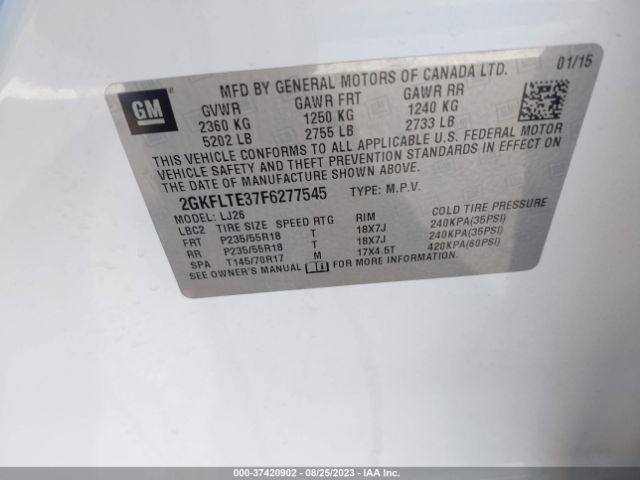 GM
MFD BY GENERAL MOTORS OF CANADA LTD. 01/15
GVWR GAWR FRT GAWR RR
2360 KG 1250 KG 1240 KG
5202 LB 2755 LB 2733 LB
THIS VEHICLE CONFORMS TO ALL APPLICABLE U.S. FEDERAL MOTOR
VEHICLE SAFETY AND THEFT PREVENTION STANDARDS IN EFFECT ON
THE DATE OF MANUFACTURE SHOWN ABOVE.
2GKFLTE37F6277545 TYPE: M.P.V.
MODEL: LJ26
LBC2 TIRE SIZE SPEED RTG RIM COLD TIRE PRESSURE
FRT P235/55R18 T 18X7J 240KPA(35PSI)
RR P235/55R18 T 18X7J 240KPA(35PSI)
SPA T145/70R17 M 17X4.5T 420KPA(60PSI)
SEE OWNER'S MANUAL FOR MORE INFORMATION.
000-37420902 - 08/25/2023 - IAA Inc.